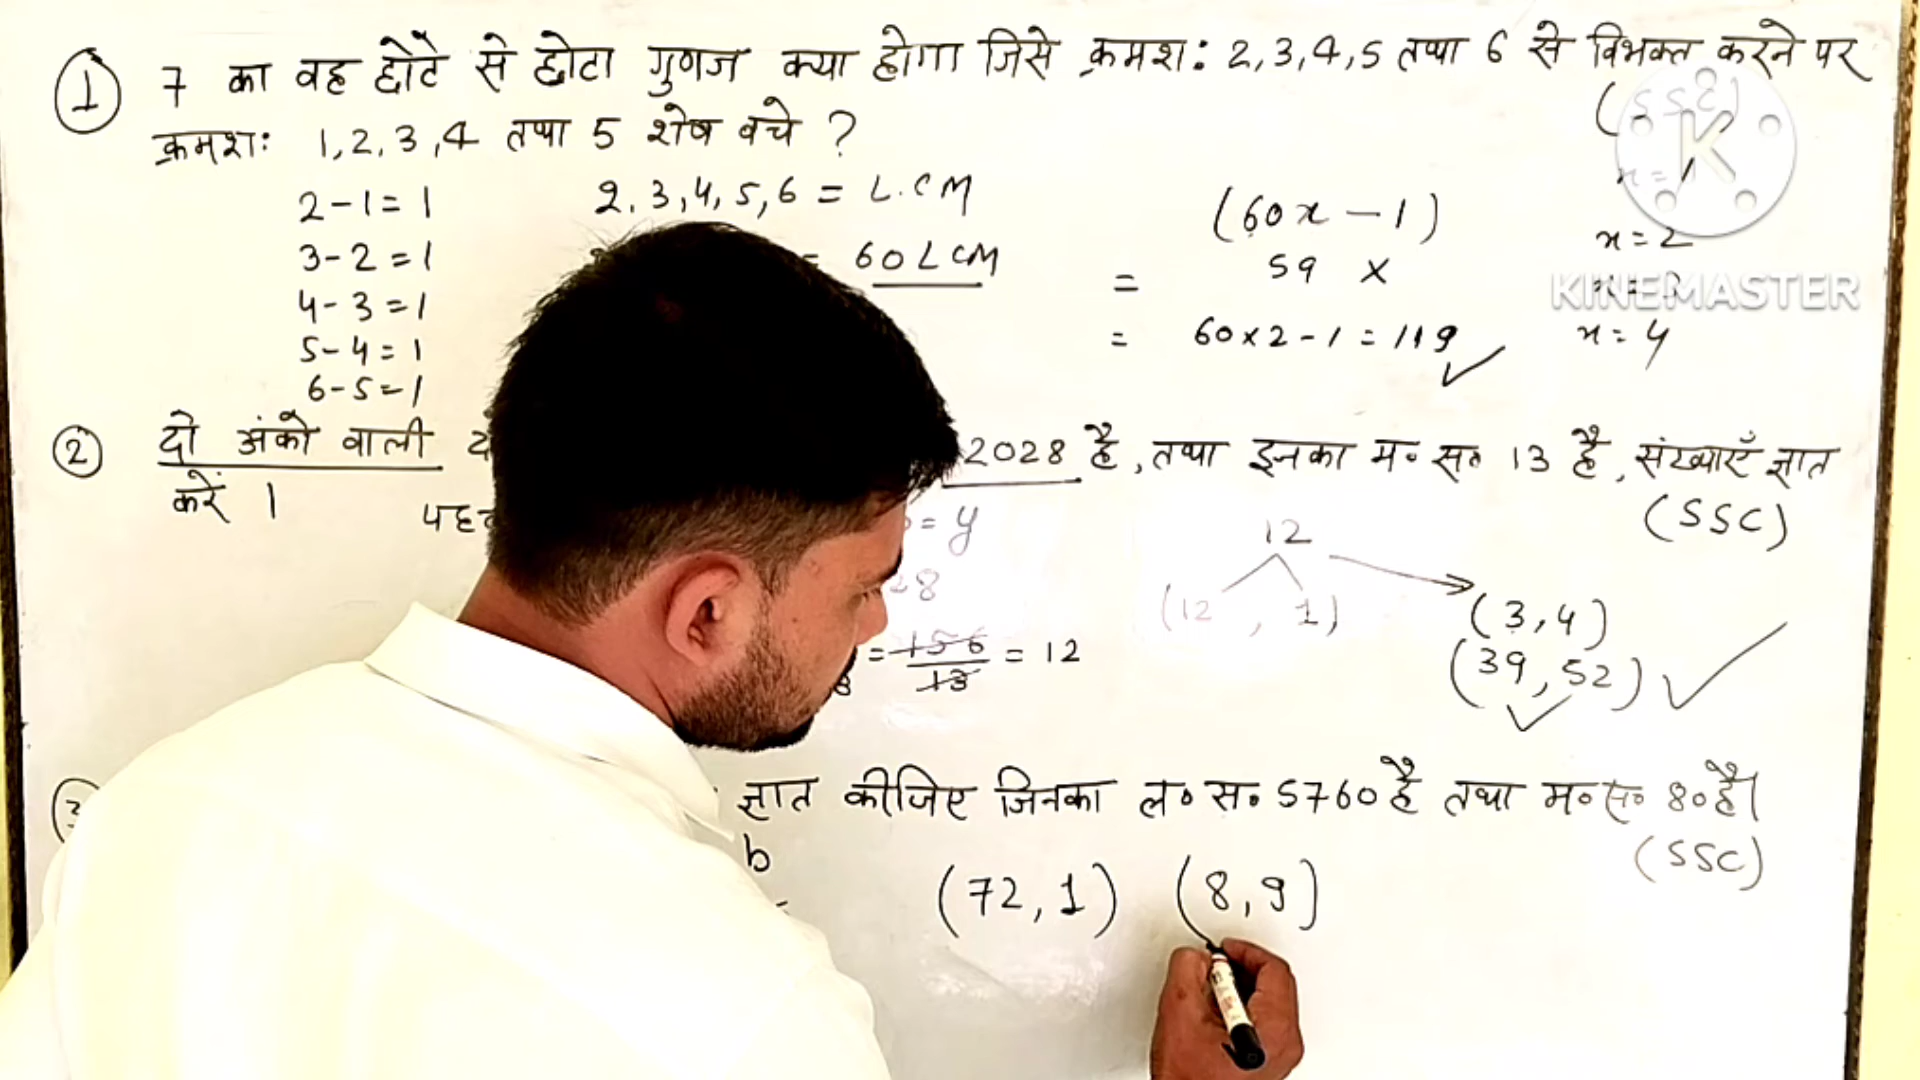 ① 7 का वह छोटे से छोटा गुणज क्या होगा जिसे क्रमशः 2,3,4,5 तथा 6 से विभक्त करने पर
क्रमशः 1,2,3,4 तथा 5 शेष बचे ?
(SSC)
2-1=1
3-2=1
4-3=1
5-4=1
6-5=1
2,3,4,5,6 = L.CM
= 60 LCM
(60x-1)
= 59 X
= 60×2-1=119 ✓
n=1
n=2
n=3
n=4
KINEMASTER
② दो अंको वाली 2028 है, तथा इनका म॰ स॰ 13 है, संख्याएँ ज्ञात
करें । (SSC)
= y
28
= 156/13 = 12
12
(12, 1)
(3,4)
(39,52) ✓
③ ज्ञात कीजिए जिनका ल॰ स॰ 5760 है तथा म॰ स॰ 80 है।
(SSC)
b
(72,1) (8,9)